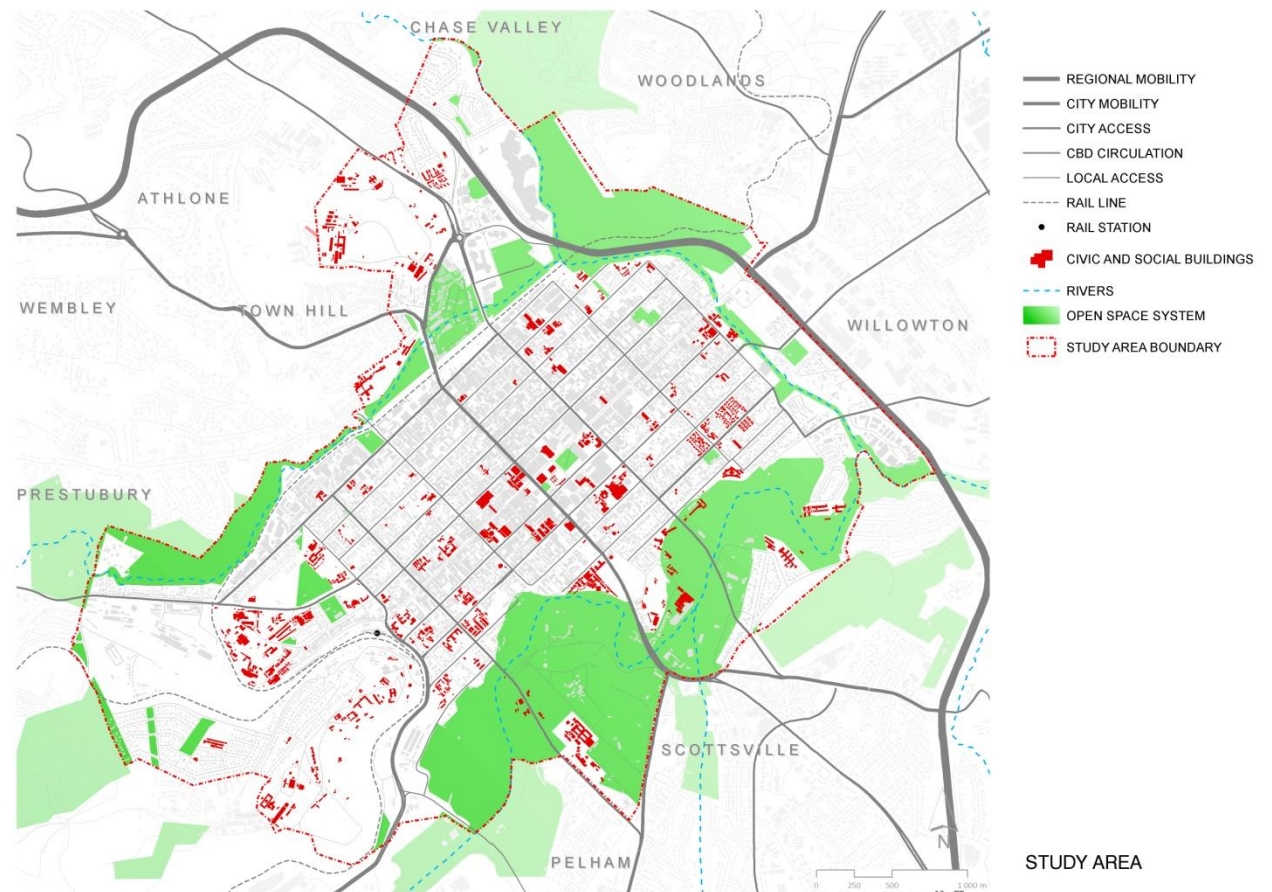 CHASE VALLEY
WOODLANDS
ATHLONE
WEMBLEY
TOWN HILL
WILLOWTON
PRESTUBURY
SCOTTSVILLE
PELHAM
N
0 250 500 1 000 m
REGIONAL MOBILITY
CITY MOBILITY
CITY ACCESS
CBD CIRCULATION
LOCAL ACCESS
RAIL LINE
RAIL STATION
CIVIC AND SOCIAL BUILDINGS
RIVERS
OPEN SPACE SYSTEM
STUDY AREA BOUNDARY
STUDY AREA